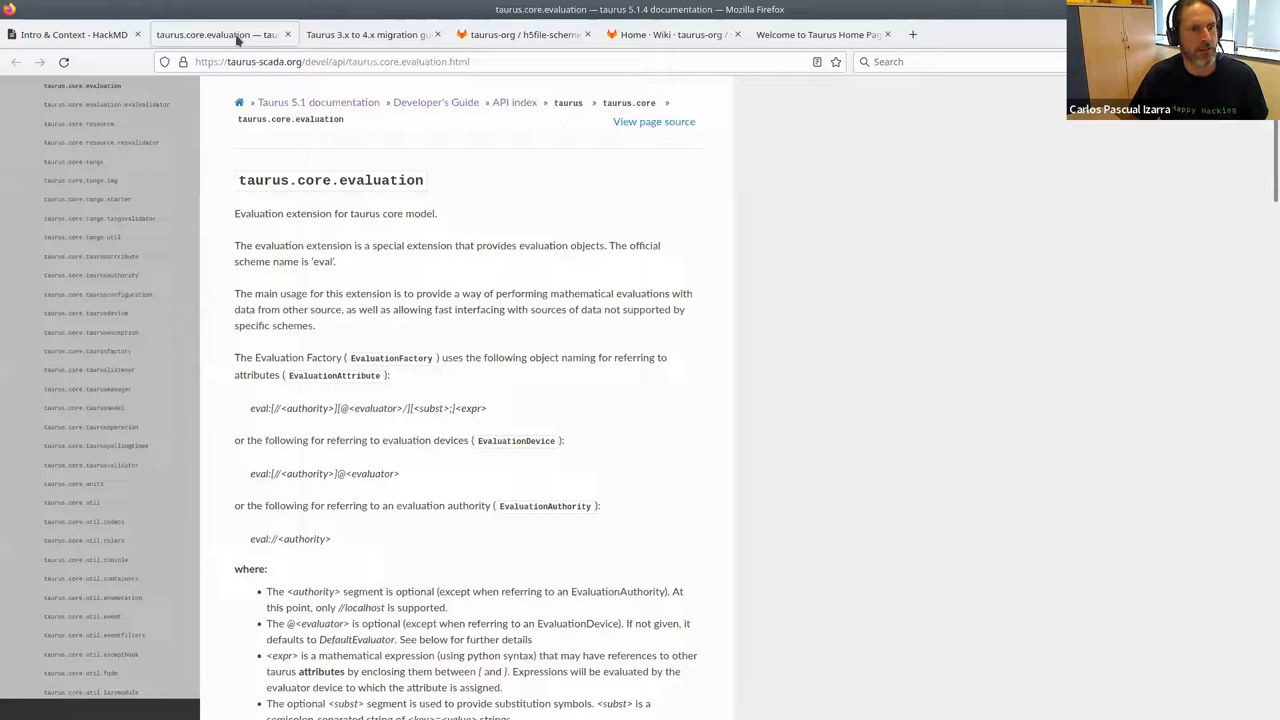 taurus.core.evaluation — taurus 5.1.4 documentation — Mozilla Firefox
Intro & Context - HackMD
taurus.core.evaluation — tau
Taurus 3.x to 4.x migration gu
taurus-org / h5file-scheme
Home · Wiki · taurus-org /
Welcome to Taurus Home Pag
https://taurus-scada.org/devel/api/taurus.core.evaluation.html
Search
Carlos Pascual Izarra
Happy Hacking
taurus.core.evaluation
taurus.core.evaluation.evalvalidator
taurus.core.resource
taurus.core.resource.resvalidator
taurus.core.tango
taurus.core.tango.img
taurus.core.tango.starter
taurus.core.tango.tangovalidator
taurus.core.tango.util
taurus.core.taurusattribute
taurus.core.taurusauthority
taurus.core.taurusconfiguration
taurus.core.taurusdevice
taurus.core.taurusexception
taurus.core.taurusfactory
taurus.core.tauruslistener
taurus.core.taurusmanager
taurus.core.taurusmodel
taurus.core.taurusoperation
taurus.core.tauruspollingtimer
taurus.core.taurusvalidator
taurus.core.units
taurus.core.util
taurus.core.util.codecs
taurus.core.util.colors
taurus.core.util.console
taurus.core.util.containers
taurus.core.util.enumeration
taurus.core.util.event
taurus.core.util.eventfilters
taurus.core.util.excepthook
taurus.core.util.fqdn
taurus.core.util.lazymodule
» Taurus 5.1 documentation » Developer's Guide » API index » taurus » taurus.core »
taurus.core.evaluation
View page source
taurus.core.evaluation
Evaluation extension for taurus core model.
The evaluation extension is a special extension that provides evaluation objects. The official
scheme name is ‘eval’.
The main usage for this extension is to provide a way of performing mathematical evaluations with
data from other source, as well as allowing fast interfacing with sources of data not supported by
specific schemes.
The Evaluation Factory ( EvaluationFactory ) uses the following object naming for referring to
attributes ( EvaluationAttribute ):
eval:[//<authority>][@<evaluator>/][<subst>;]<expr>
or the following for referring to evaluation devices ( EvaluationDevice ):
eval:[//<authority>]@<evaluator>
or the following for referring to an evaluation authority ( EvaluationAuthority ):
eval://<authority>
where:
• The <authority> segment is optional (except when referring to an EvaluationAuthority). At
this point, only //localhost is supported.
• The @<evaluator> is optional (except when referring to an EvaluationDevice). If not given, it
defaults to DefaultEvaluator. See below for further details
• <expr> is a mathematical expression (using python syntax) that may have references to other
taurus attributes by enclosing them between { and }. Expressions will be evaluated by the
evaluator device to which the attribute is assigned.
• The optional <subst> segment is used to provide substitution symbols. <subst> is a
semicolon-separated string of <key>=<value> strings.